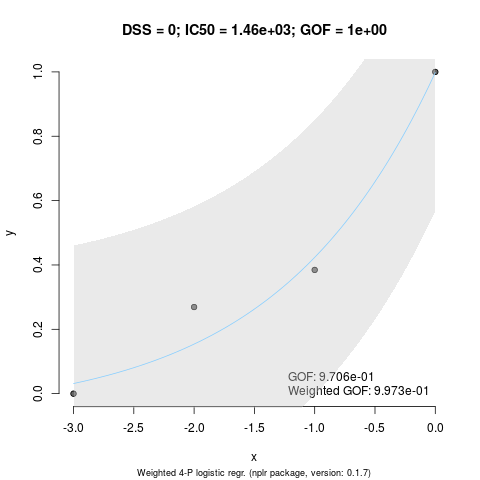 DSS = 0; IC50 = 1.46e+03; GOF = 1e+00
1.0
0.8
0.6
0.4
0.2
0.0
y
GOF: 9.706e-01
Weighted GOF: 9.973e-01
-3.0 -2.5 -2.0 -1.5 -1.0 -0.5 0.0
x
Weighted 4-P logistic regr. (nplr package, version: 0.1.7)